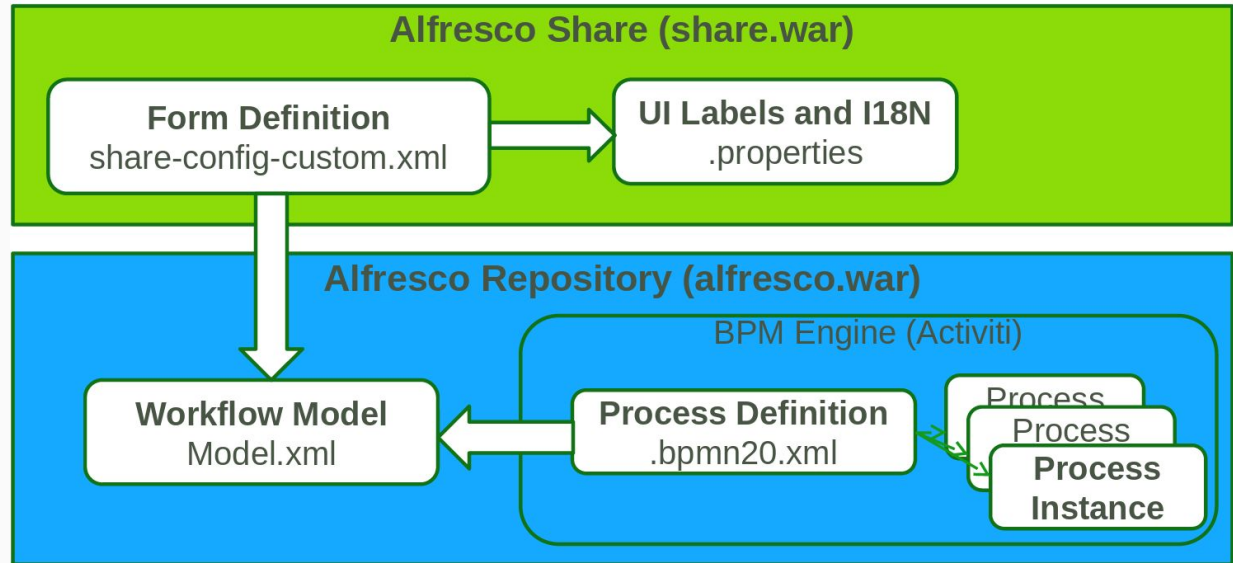 Alfresco Share (share.war)
Form Definition
share-config-custom.xml
UI Labels and I18N
.properties
Alfresco Repository (alfresco.war)
BPM Engine (Activiti)
Workflow Model
Model.xml
Process Definition
.bpmn20.xml
Process
Process
Process
Instance